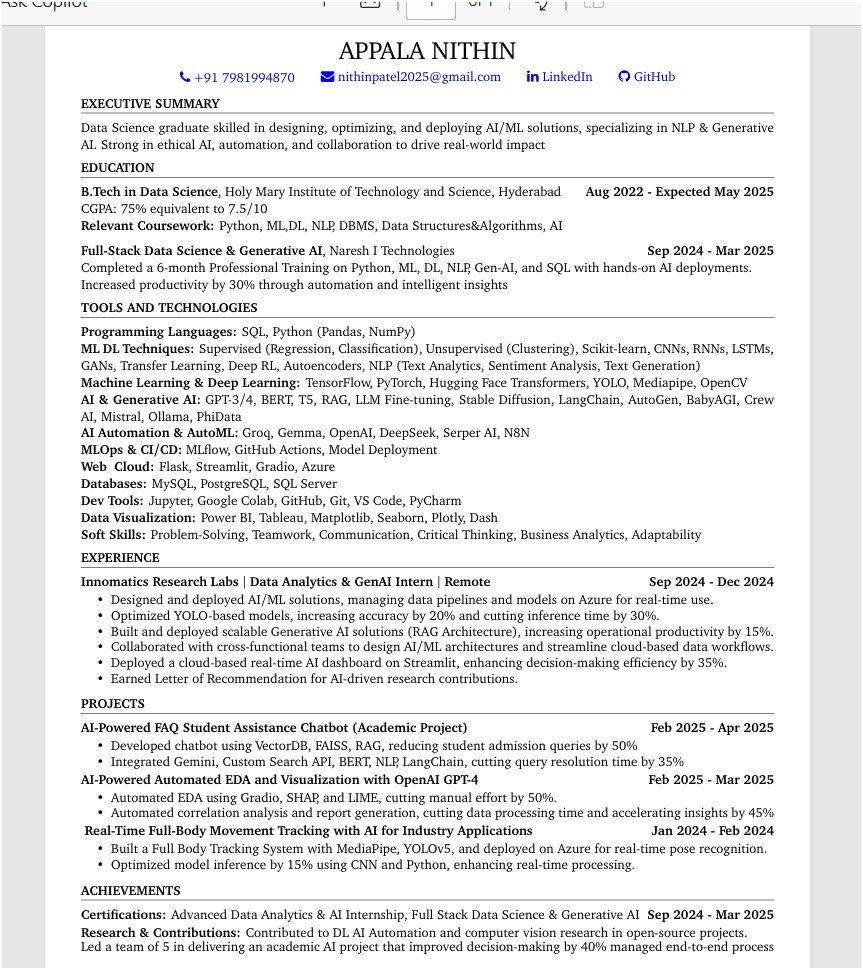 Ask Copilot
APPALA NITHIN
+91 7981994870 nithinpatel2025@gmail.com LinkedIn GitHub
EXECUTIVE SUMMARY
Data Science graduate skilled in designing, optimizing, and deploying AI/ML solutions, specializing in NLP & Generative
AI. Strong in ethical AI, automation, and collaboration to drive real-world impact
EDUCATION
B.Tech in Data Science, Holy Mary Institute of Technology and Science, Hyderabad Aug 2022 - Expected May 2025
CGPA: 75% equivalent to 7.5/10
Relevant Coursework: Python, ML,DL, NLP, DBMS, Data Structures&Algorithms, AI
Full-Stack Data Science & Generative AI, Naresh I Technologies Sep 2024 - Mar 2025
Completed a 6-month Professional Training on Python, ML, DL, NLP, Gen-AI, and SQL with hands-on AI deployments.
Increased productivity by 30% through automation and intelligent insights
TOOLS AND TECHNOLOGIES
Programming Languages: SQL, Python (Pandas, NumPy)
ML DL Techniques: Supervised (Regression, Classification), Unsupervised (Clustering), Scikit-learn, CNNs, RNNs, LSTMs,
GANs, Transfer Learning, Deep RL, Autoencoders, NLP (Text Analytics, Sentiment Analysis, Text Generation)
Machine Learning & Deep Learning: TensorFlow, PyTorch, Hugging Face Transformers, YOLO, Mediapipe, OpenCV
AI & Generative AI: GPT-3/4, BERT, T5, RAG, LLM Fine-tuning, Stable Diffusion, LangChain, AutoGen, BabyAGI, Crew
AI, Mistral, Ollama, PhiData
AI Automation & AutoML: Groq, Gemma, OpenAI, DeepSeek, Serper AI, N8N
MLOps & CI/CD: MLflow, GitHub Actions, Model Deployment
Web Cloud: Flask, Streamlit, Gradio, Azure
Databases: MySQL, PostgreSQL, SQL Server
Dev Tools: Jupyter, Google Colab, GitHub, Git, VS Code, PyCharm
Data Visualization: Power BI, Tableau, Matplotlib, Seaborn, Plotly, Dash
Soft Skills: Problem-Solving, Teamwork, Communication, Critical Thinking, Business Analytics, Adaptability
EXPERIENCE
Innomatics Research Labs | Data Analytics & GenAI Intern | Remote Sep 2024 - Dec 2024
• Designed and deployed AI/ML solutions, managing data pipelines and models on Azure for real-time use.
• Optimized YOLO-based models, increasing accuracy by 20% and cutting inference time by 30%.
• Built and deployed scalable Generative AI solutions (RAG Architecture), increasing operational productivity by 15%.
• Collaborated with cross-functional teams to design AI/ML architectures and streamline cloud-based data workflows.
• Deployed a cloud-based real-time AI dashboard on Streamlit, enhancing decision-making efficiency by 35%.
• Earned Letter of Recommendation for AI-driven research contributions.
PROJECTS
AI-Powered FAQ Student Assistance Chatbot (Academic Project) Feb 2025 - Apr 2025
• Developed chatbot using VectorDB, FAISS, RAG, reducing student admission queries by 50%
• Integrated Gemini, Custom Search API, BERT, NLP, LangChain, cutting query resolution time by 35%
AI-Powered Automated EDA and Visualization with OpenAI GPT-4 Feb 2025 - Mar 2025
• Automated EDA using Gradio, SHAP, and LIME, cutting manual effort by 50%.
• Automated correlation analysis and report generation, cutting data processing time and accelerating insights by 45%
Real-Time Full-Body Movement Tracking with AI for Industry Applications Jan 2024 - Feb 2024
• Built a Full Body Tracking System with MediaPipe, YOLOv5, and deployed on Azure for real-time pose recognition.
• Optimized model inference by 15% using CNN and Python, enhancing real-time processing.
ACHIEVEMENTS
Certifications: Advanced Data Analytics & AI Internship, Full Stack Data Science & Generative AI Sep 2024 - Mar 2025
Research & Contributions: Contributed to DL AI Automation and computer vision research in open-source projects.
Led a team of 5 in delivering an academic AI project that improved decision-making by 40% managed end-to-end process